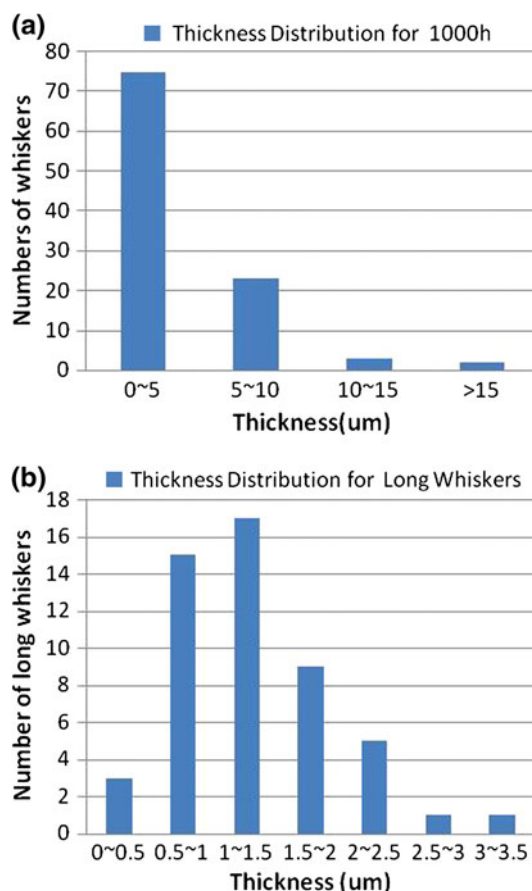 (a)
Thickness Distribution for 1000h
Numbers of whiskers
80
70
60
50
40
30
20
10
0
0~5 5~10 10~15 >15
Thickness(um)
(b)
Thickness Distribution for Long Whiskers
Number of long whiskers
18
16
14
12
10
8
6
4
2
0
0~0.5 0.5~1 1~1.5 1.5~2 2~2.5 2.5~3 3~3.5
Thickness (um)